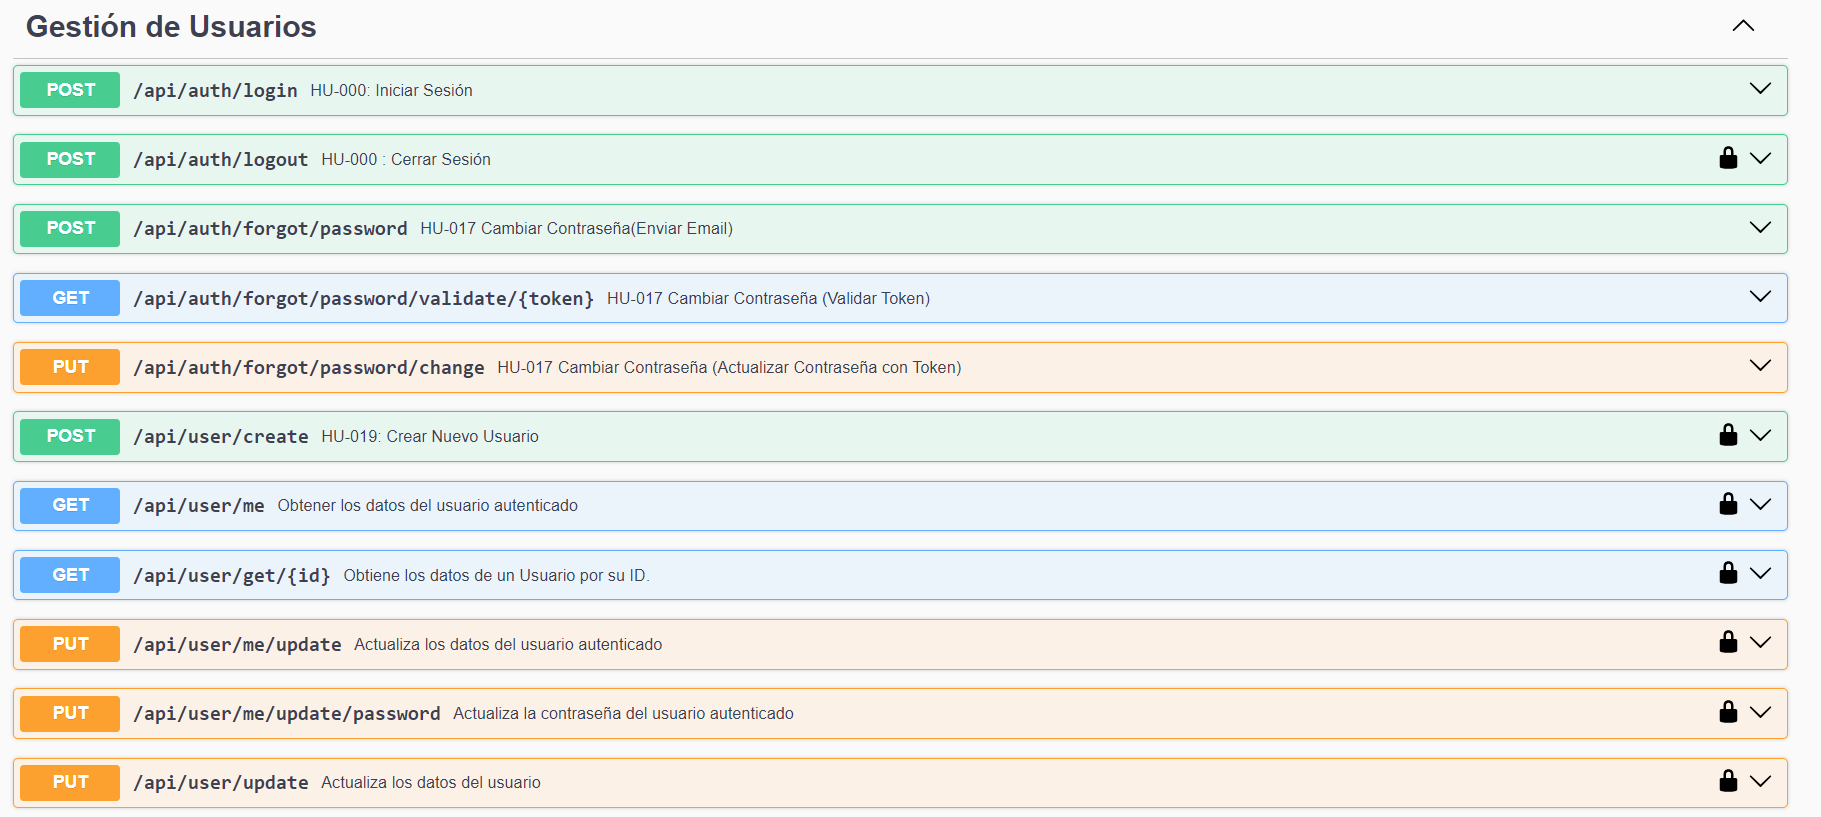 Gestión de Usuarios
POST /api/auth/login HU-000: Iniciar Sesión
POST /api/auth/logout HU-000 : Cerrar Sesión
POST /api/auth/forgot/password HU-017 Cambiar Contraseña(Enviar Email)
GET /api/auth/forgot/password/validate/{token} HU-017 Cambiar Contraseña (Validar Token)
PUT /api/auth/forgot/password/change HU-017 Cambiar Contraseña (Actualizar Contraseña con Token)
POST /api/user/create HU-019: Crear Nuevo Usuario
GET /api/user/me Obtener los datos del usuario autenticado
GET /api/user/get/{id} Obtiene los datos de un Usuario por su ID.
PUT /api/user/me/update Actualiza los datos del usuario autenticado
PUT /api/user/me/update/password Actualiza la contraseña del usuario autenticado
PUT /api/user/update Actualiza los datos del usuario